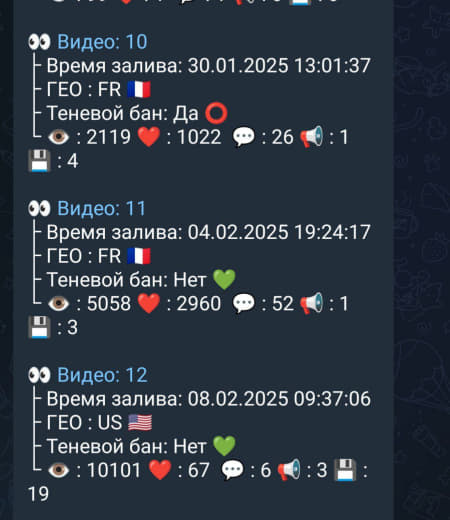 👀 Видео: 10
├ Время залива: 30.01.2025 13:01:37
├ ГЕО : FR 🇫🇷
├ Теневой бан: Да ⭕
└ 👁 : 2119 ❤️ : 1022 💬 : 26 📢 : 1
💾 : 4
👀 Видео: 11
├ Время залива: 04.02.2025 19:24:17
├ ГЕО : FR 🇫🇷
├ Теневой бан: Нет 💚
└ 👁 : 5058 ❤️ : 2960 💬 : 52 📢 : 1
💾 : 3
👀 Видео: 12
├ Время залива: 08.02.2025 09:37:06
├ ГЕО : US 🇺🇸
├ Теневой бан: Нет 💚
└ 👁 : 10101 ❤️ : 67 💬 : 6 📢 : 3 💾 :
19